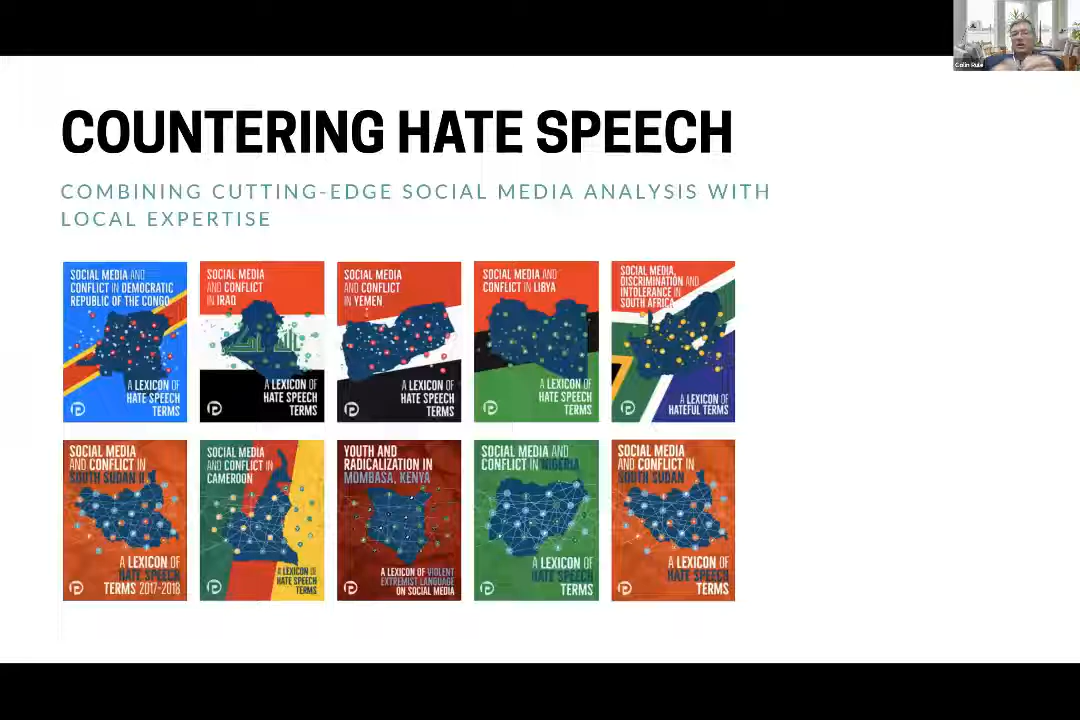 Colin Rule
COUNTERING HATE SPEECH
COMBINING CUTTING-EDGE SOCIAL MEDIA ANALYSIS WITH
LOCAL EXPERTISE
SOCIAL MEDIA AND
CONFLICT IN DEMOCRATIC
REPUBLIC OF THE CONGO
A LEXICON OF
HATE SPEECH
TERMS
SOCIAL MEDIA
AND CONFLICT
IN IRAQ
A LEXICON OF
HATE SPEECH
TERMS
SOCIAL MEDIA
AND CONFLICT
IN YEMEN
A LEXICON OF
HATE SPEECH
TERMS
SOCIAL MEDIA AND
CONFLICT IN LIBYA
A LEXICON OF
HATE SPEECH
TERMS
SOCIAL MEDIA,
DISCRIMINATION AND
INTOLERANCE IN
SOUTH AFRICA
A LEXICON OF
HATEFUL TERMS
SOCIAL MEDIA
AND CONFLICT IN
SOUTH SUDAN II
A LEXICON OF
HATE SPEECH
TERMS 2017-2018
SOCIAL MEDIA
AND CONFLICT IN
CAMEROON
A LEXICON OF
HATE SPEECH
TERMS
YOUTH AND
RADICALIZATION IN
MOMBASA, KENYA
A LEXICON OF VIOLENT
EXTREMIST LANGUAGE
ON SOCIAL MEDIA
SOCIAL MEDIA AND
CONFLICT IN NIGERIA
A LEXICON OF
HATE SPEECH
TERMS
SOCIAL MEDIA
AND CONFLICT IN
SOUTH SUDAN
A LEXICON OF
HATE SPEECH
TERMS